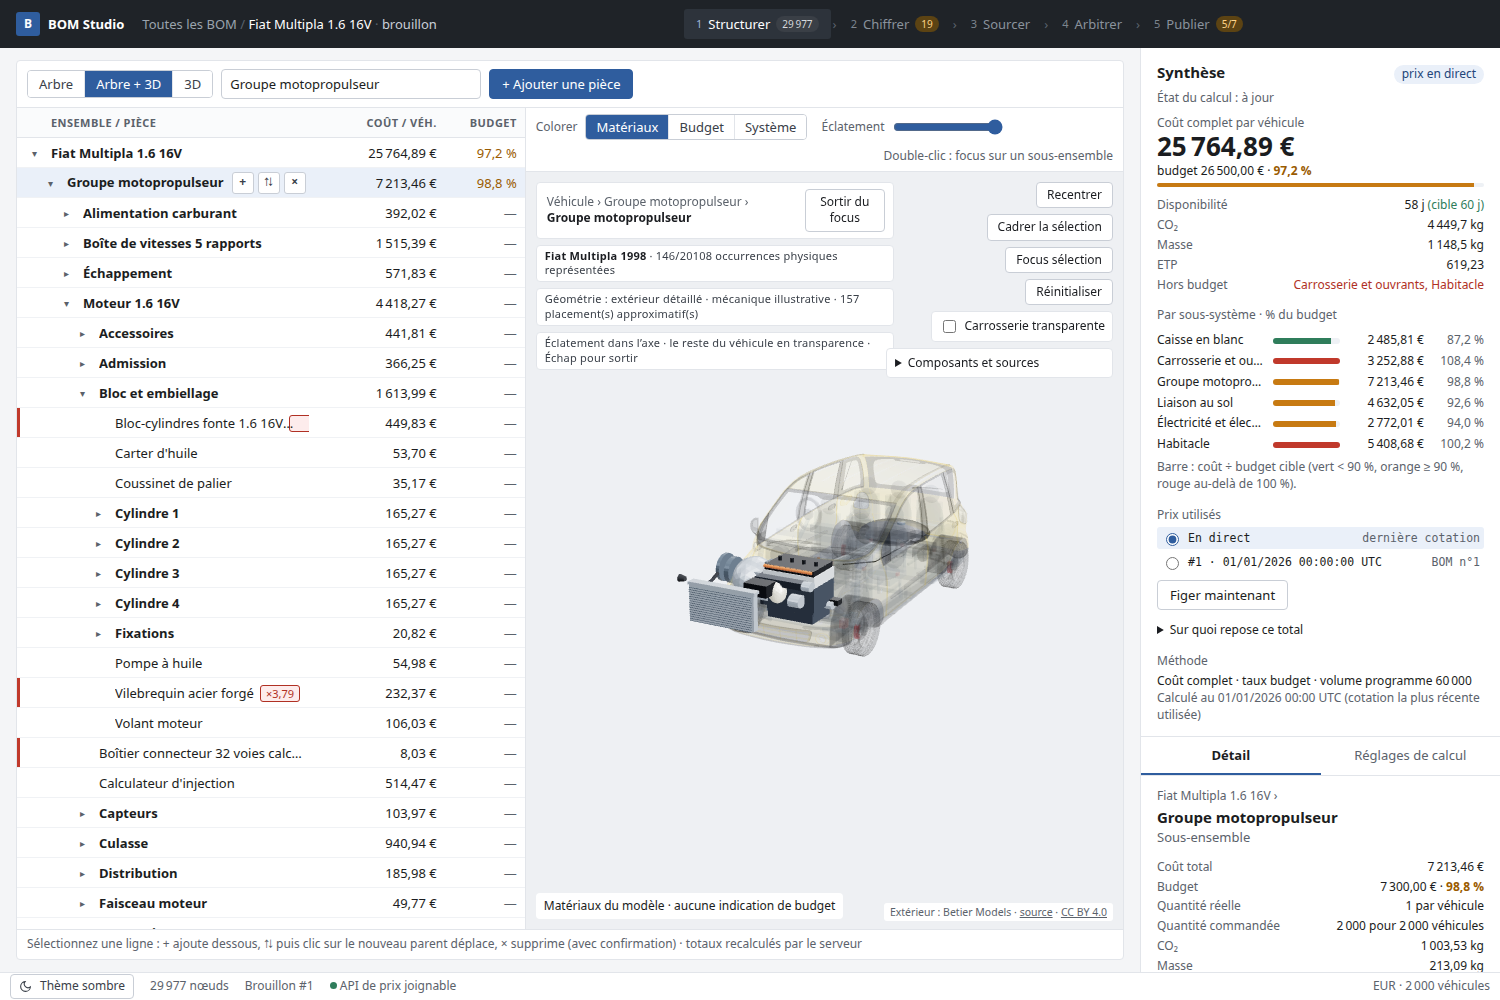 B BOM Studio Toutes les BOM / Fiat Multipla 1.6 16V · brouillon
1 Structurer 29 977 › 2 Chiffrer 19 › 3 Sourcer › 4 Arbitrer › 5 Publier 5/7
Arbre Arbre + 3D 3D Groupe motopropulseur + Ajouter une pièce
ENSEMBLE / PIÈCE COÛT / VÉH. BUDGET
Fiat Multipla 1.6 16V 25 764,89 € 97,2 %
Groupe motopropulseur + ⇅ × 7 213,46 € 98,8 %
Alimentation carburant 392,02 € —
Boîte de vitesses 5 rapports 1 515,39 € —
Échappement 571,83 € —
Moteur 1.6 16V 4 418,27 € —
Accessoires 441,81 € —
Admission 366,25 € —
Bloc et embiellage 1 613,99 € —
Bloc-cylindres fonte 1.6 16V... 449,83 € —
Carter d'huile 53,70 € —
Coussinet de palier 35,17 € —
Cylindre 1 165,27 € —
Cylindre 2 165,27 € —
Cylindre 3 165,27 € —
Cylindre 4 165,27 € —
Fixations 20,82 € —
Pompe à huile 54,98 € —
Vilebrequin acier forgé ×3,79 232,37 € —
Volant moteur 106,03 € —
Boîtier connecteur 32 voies calc... 8,03 € —
Calculateur d'injection 514,47 € —
Capteurs 103,97 € —
Culasse 940,94 € —
Distribution 185,98 € —
Faisceau moteur 49,77 € —
Sélectionnez une ligne : + ajoute dessous, ⇅ puis clic sur le nouveau parent déplace, × supprime (avec confirmation) · totaux recalculés par le serveur
Colorer Matériaux Budget Système Éclatement
Double-clic : focus sur un sous-ensemble
Véhicule › Groupe motopropulseur ›
Groupe motopropulseur
Sortir du
focus
Fiat Multipla 1998 · 146/20108 occurrences physiques
représentées
Géométrie : extérieur détaillé · mécanique illustrative · 157
placement(s) approximatif(s)
Éclatement dans l'axe · le reste du véhicule en transparence ·
Échap pour sortir
Recentrer
Cadrer la sélection
Focus sélection
Réinitialiser
Carrosserie transparente
Composants et sources
Matériaux du modèle · aucune indication de budget
Extérieur : Betier Models · source · CC BY 4.0
Synthèse prix en direct
État du calcul : à jour
Coût complet par véhicule
25 764,89 €
budget 26 500,00 € · 97,2 %
Disponibilité 58 j (cible 60 j)
CO₂ 4 449,7 kg
Masse 1 148,5 kg
ETP 619,23
Hors budget Carrosserie et ouvrants, Habitacle
Par sous-système · % du budget
Caisse en blanc 2 485,81 € 87,2 %
Carrosserie et ou... 3 252,88 € 108,4 %
Groupe motopro... 7 213,46 € 98,8 %
Liaison au sol 4 632,05 € 92,6 %
Électricité et élec... 2 772,01 € 94,0 %
Habitacle 5 408,68 € 100,2 %
Barre : coût ÷ budget cible (vert < 90 %, orange ≥ 90 %,
rouge au-delà de 100 %).
Prix utilisés
En direct dernière cotation
#1 · 01/01/2026 00:00:00 UTC BOM n°1
Figer maintenant
Sur quoi repose ce total
Méthode
Coût complet · taux budget · volume programme 60 000
Calculé au 01/01/2026 00:00 UTC (cotation la plus récente
utilisée)
Détail Réglages de calcul
Fiat Multipla 1.6 16V ›
Groupe motopropulseur
Sous-ensemble
Coût total 7 213,46 €
Budget 7 300,00 € · 98,8 %
Quantité réelle 1 par véhicule
Quantité commandée 2 000 pour 2 000 véhicules
CO₂ 1 003,53 kg
Masse 213,09 kg
Thème sombre 29 977 nœuds Brouillon #1 API de prix joignable EUR · 2 000 véhicules